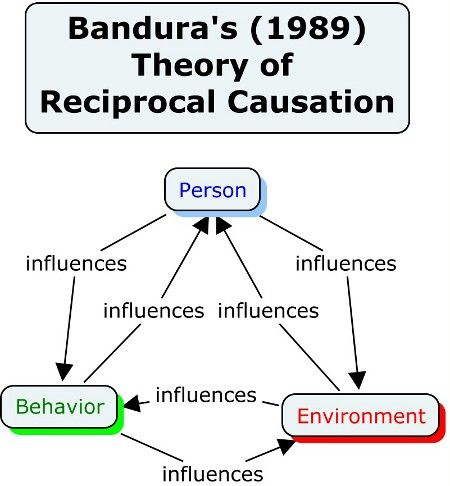 Bandura's (1989)
Theory of
Reciprocal Causation
Person
influences
influences
influences
influences
influences
Behavior
Environment
influences